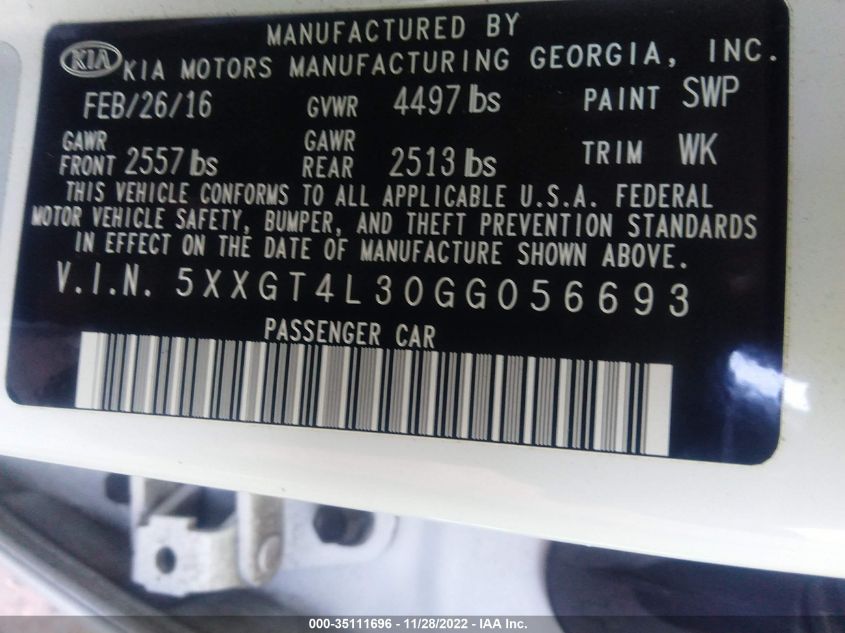 MANUFACTURED BY
KIA KIA MOTORS MANUFACTURING GEORGIA, INC.
FEB/26/16 GVWR 4497 lbs PAINT SWP
GAWR FRONT 2557 lbs GAWR REAR 2513 lbs TRIM WK
THIS VEHICLE CONFORMS TO ALL APPLICABLE U.S.A. FEDERAL
MOTOR VEHICLE SAFETY, BUMPER, AND THEFT PREVENTION STANDARDS
IN EFFECT ON THE DATE OF MANUFACTURE SHOWN ABOVE.
V.I.N. 5XXGT4L30GG056693
PASSENGER CAR
000-35111696 - 11/28/2022 - IAA Inc.